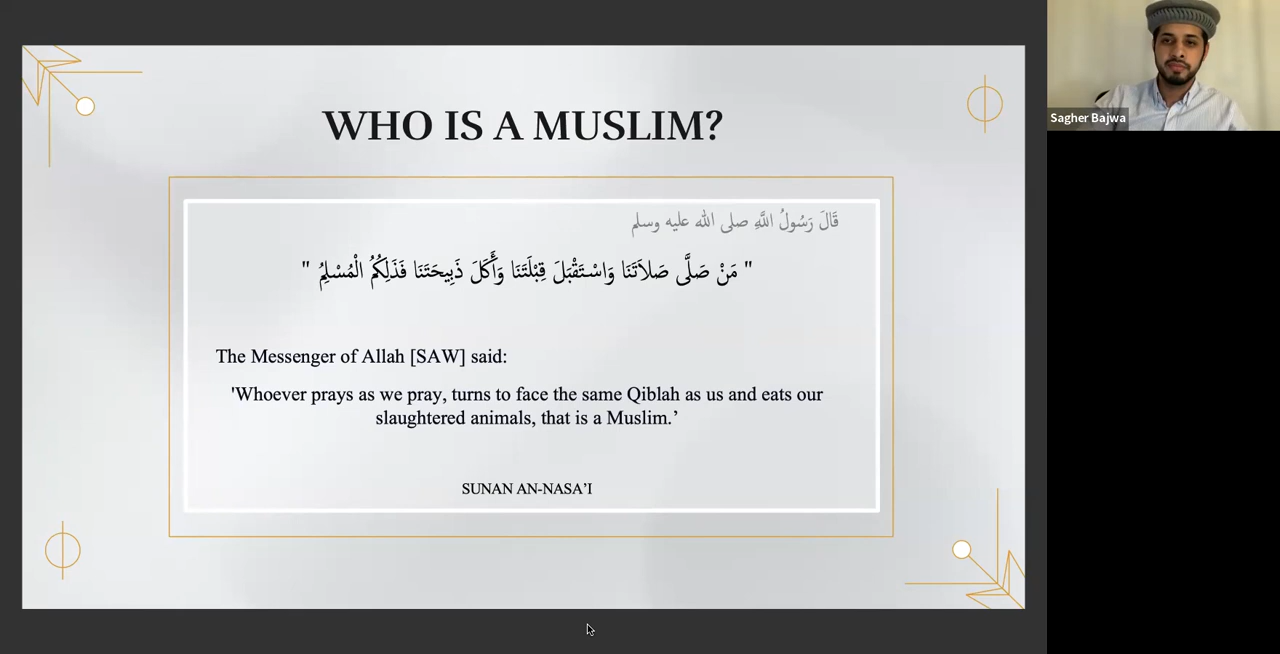 WHO IS A MUSLIM?
قَالَ رَسُولُ اللَّهِ صلى الله عليه وسلم
" مَنْ صَلَّى صَلاَتَنَا وَاسْتَقْبَلَ قِبْلَتَنَا وَأَكَلَ ذَبِيحَتَنَا فَذَلِكُمُ الْمُسْلِمُ "
The Messenger of Allah [SAW] said:
'Whoever prays as we pray, turns to face the same Qiblah as us and eats our
slaughtered animals, that is a Muslim.’
SUNAN AN-NASA’I
Sagher Bajwa